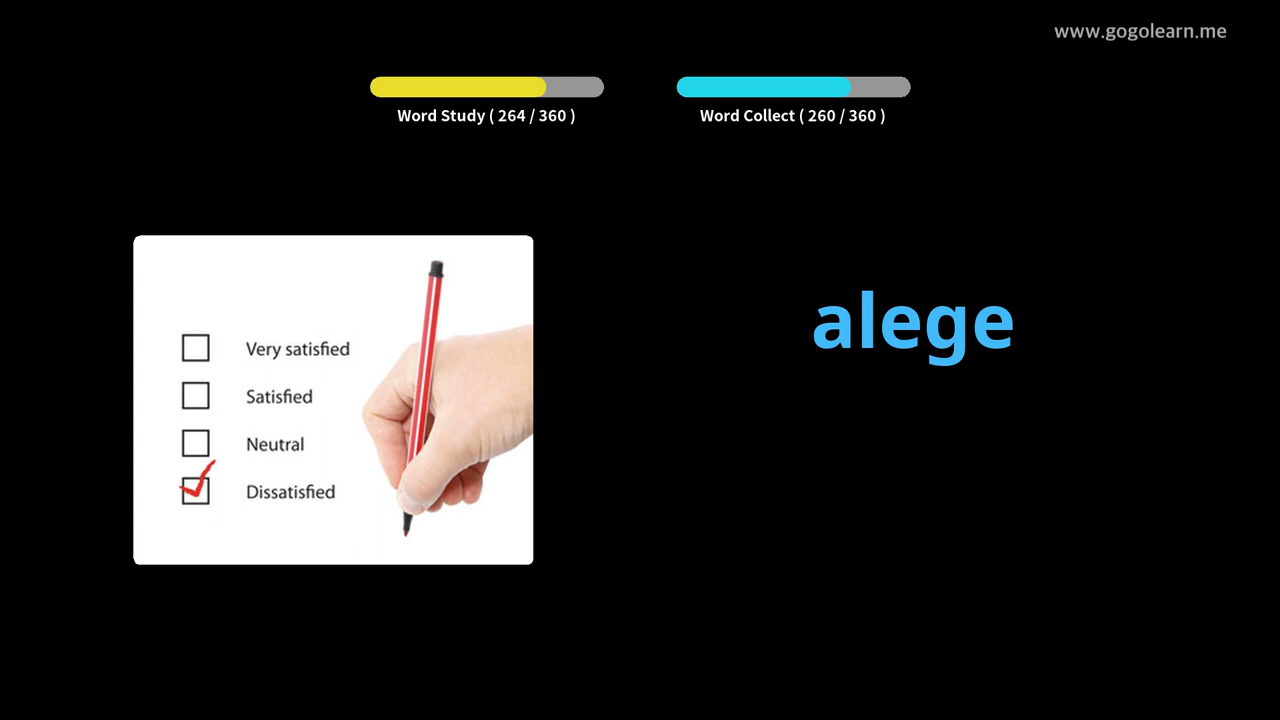 www.gogolearn.me
Word Study ( 264 / 360 )
Word Collect ( 260 / 360 )
Very satisfied
Satisfied
Neutral
Dissatisfied
alege